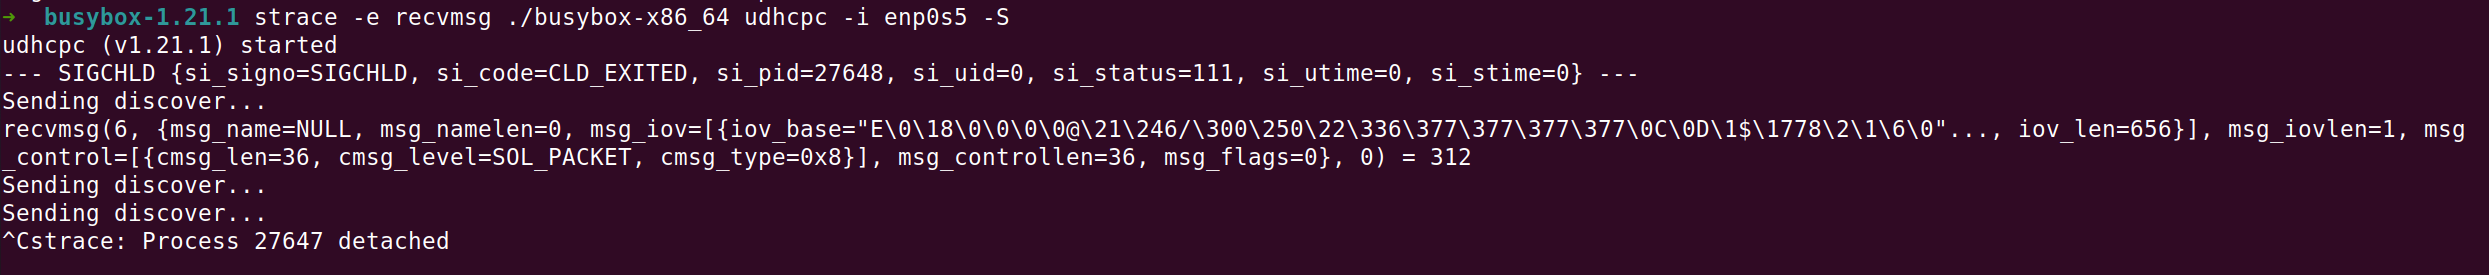 → busybox-1.21.1 strace -e recvmsg ./busybox-x86_64 udhcpc -i enp0s5 -S
udhcpc (v1.21.1) started
--- SIGCHLD {si_signo=SIGCHLD, si_code=CLD_EXITED, si_pid=27648, si_uid=0, si_status=111, si_utime=0, si_stime=0} ---
Sending discover...
recvmsg(6, {msg_name=NULL, msg_namelen=0, msg_iov=[{iov_base="E\0\18\0\0\0\0@\21\246/\300\250\22\336\377\377\377\377\0C\0D\1$\1778\2\1\6\0"..., iov_len=656}], msg_iovlen=1, msg
_control=[{cmsg_len=36, cmsg_level=SOL_PACKET, cmsg_type=0x8}], msg_controllen=36, msg_flags=0}, 0) = 312
Sending discover...
Sending discover...
^Cstrace: Process 27647 detached